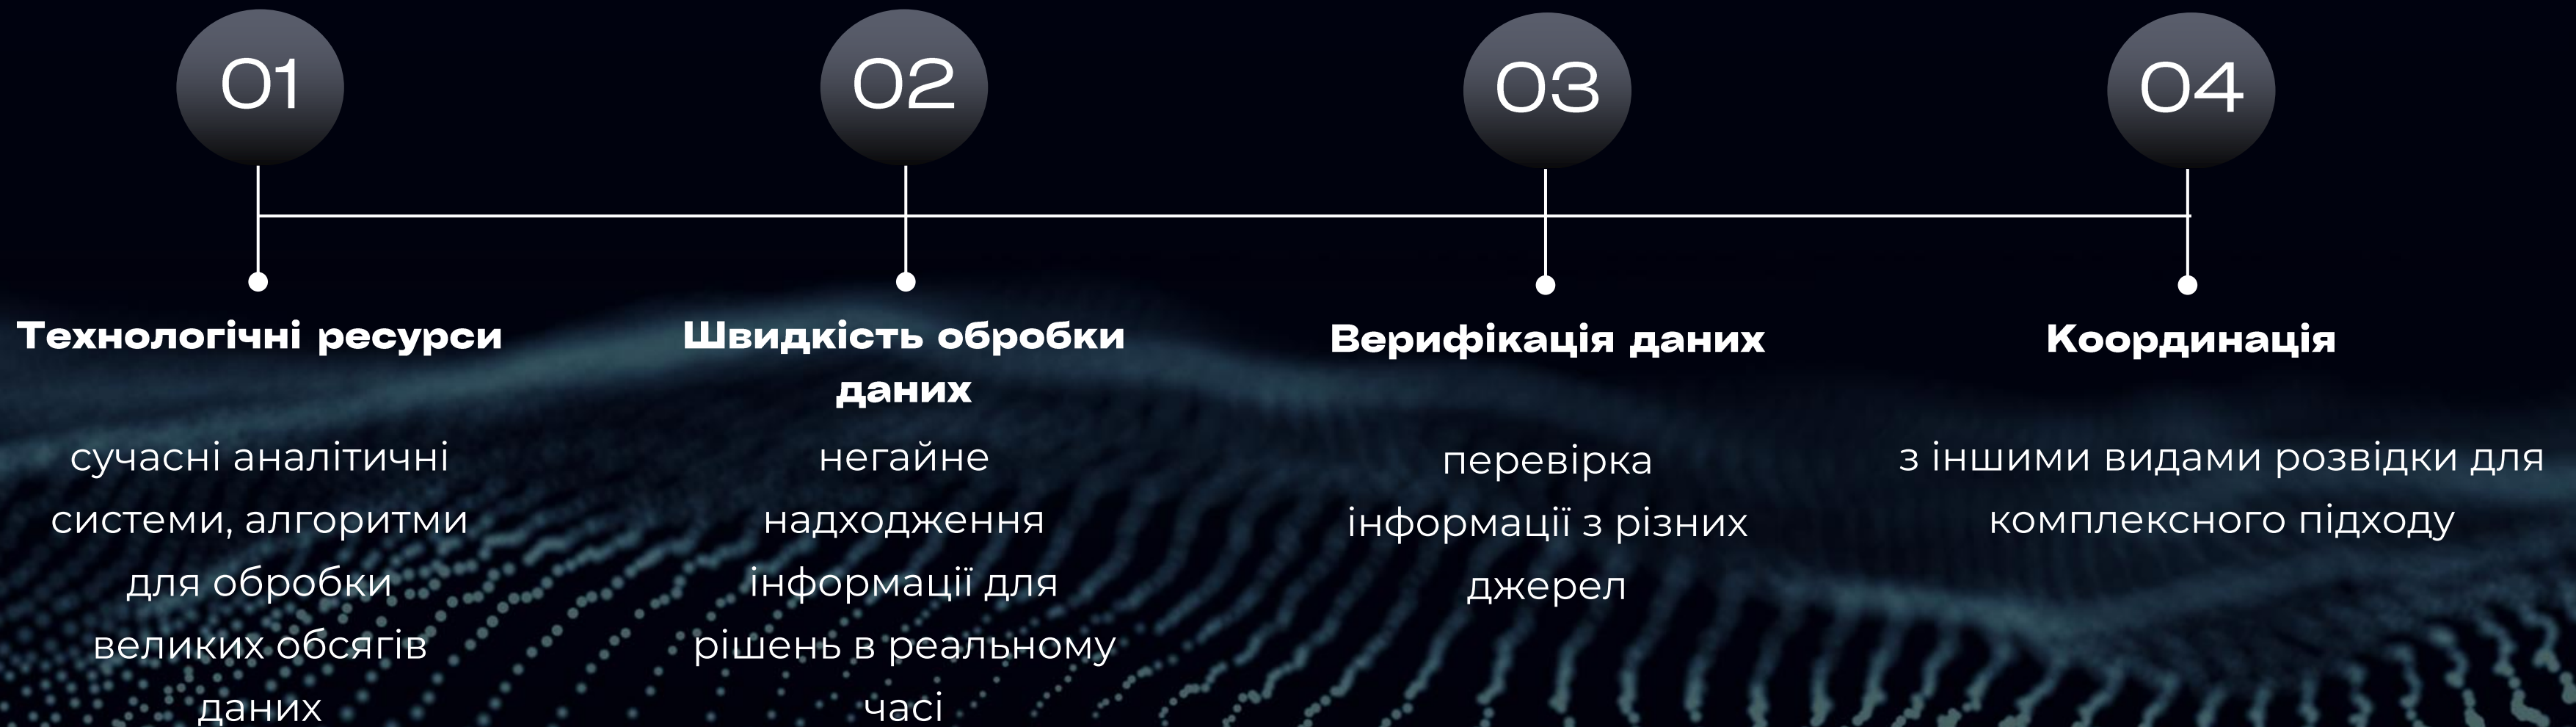 01
Технологічні ресурси
сучасні аналітичні
системи, алгоритми
для обробки
великих обсягів
даних
02
Швидкість обробки
даних
негайне
надходження
інформації для
рішень в реальному
часі
03
Верифікація даних
перевірка
інформації з різних
джерел
04
Координація
з іншими видами розвідки для
комплексного підходу